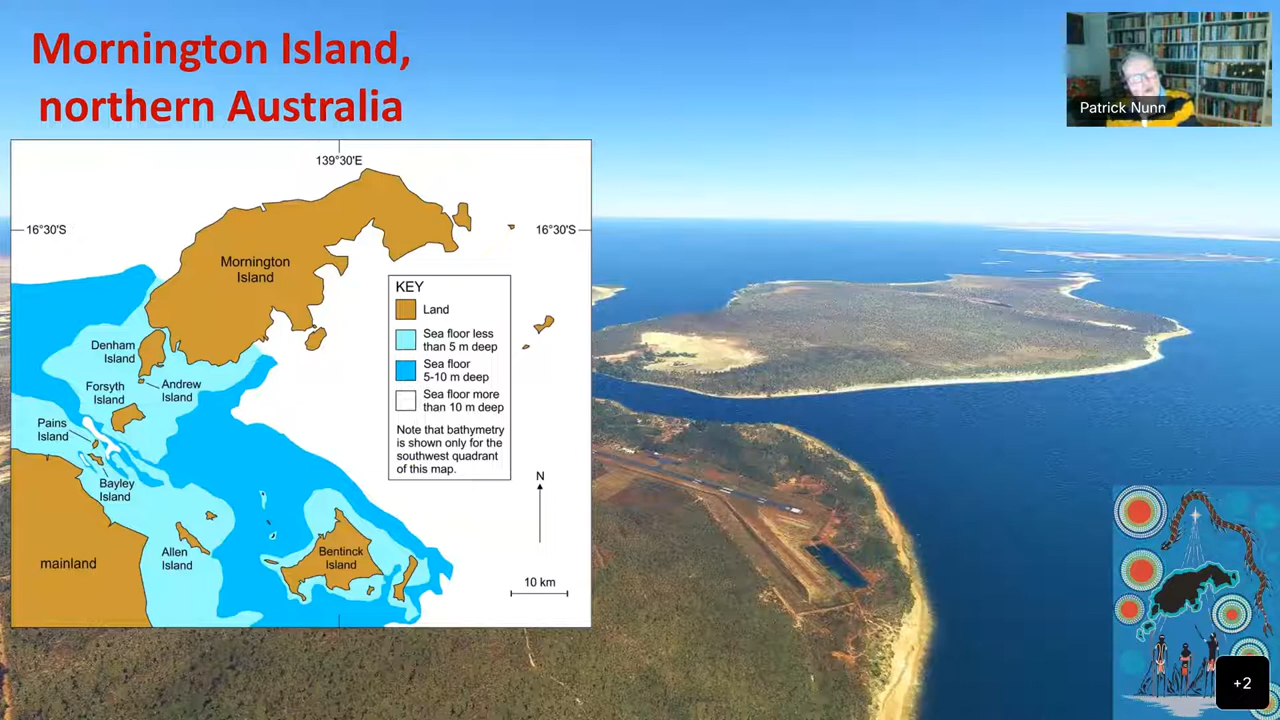 Mornington Island,
northern Australia
Patrick Nunn
139°30'E
16°30'S
16°30'S
Mornington
Island
KEY
Land
Sea floor less
than 5 m deep
Sea floor
5-10 m deep
Sea floor more
than 10 m deep
Note that bathymetry
is shown only for the
southwest quadrant
of this map.
Denham
Island
Forsyth
Island
Andrew
Island
Pains
Island
Bayley
Island
N
mainland
Allen
Island
Bentinck
Island
10 km
+2